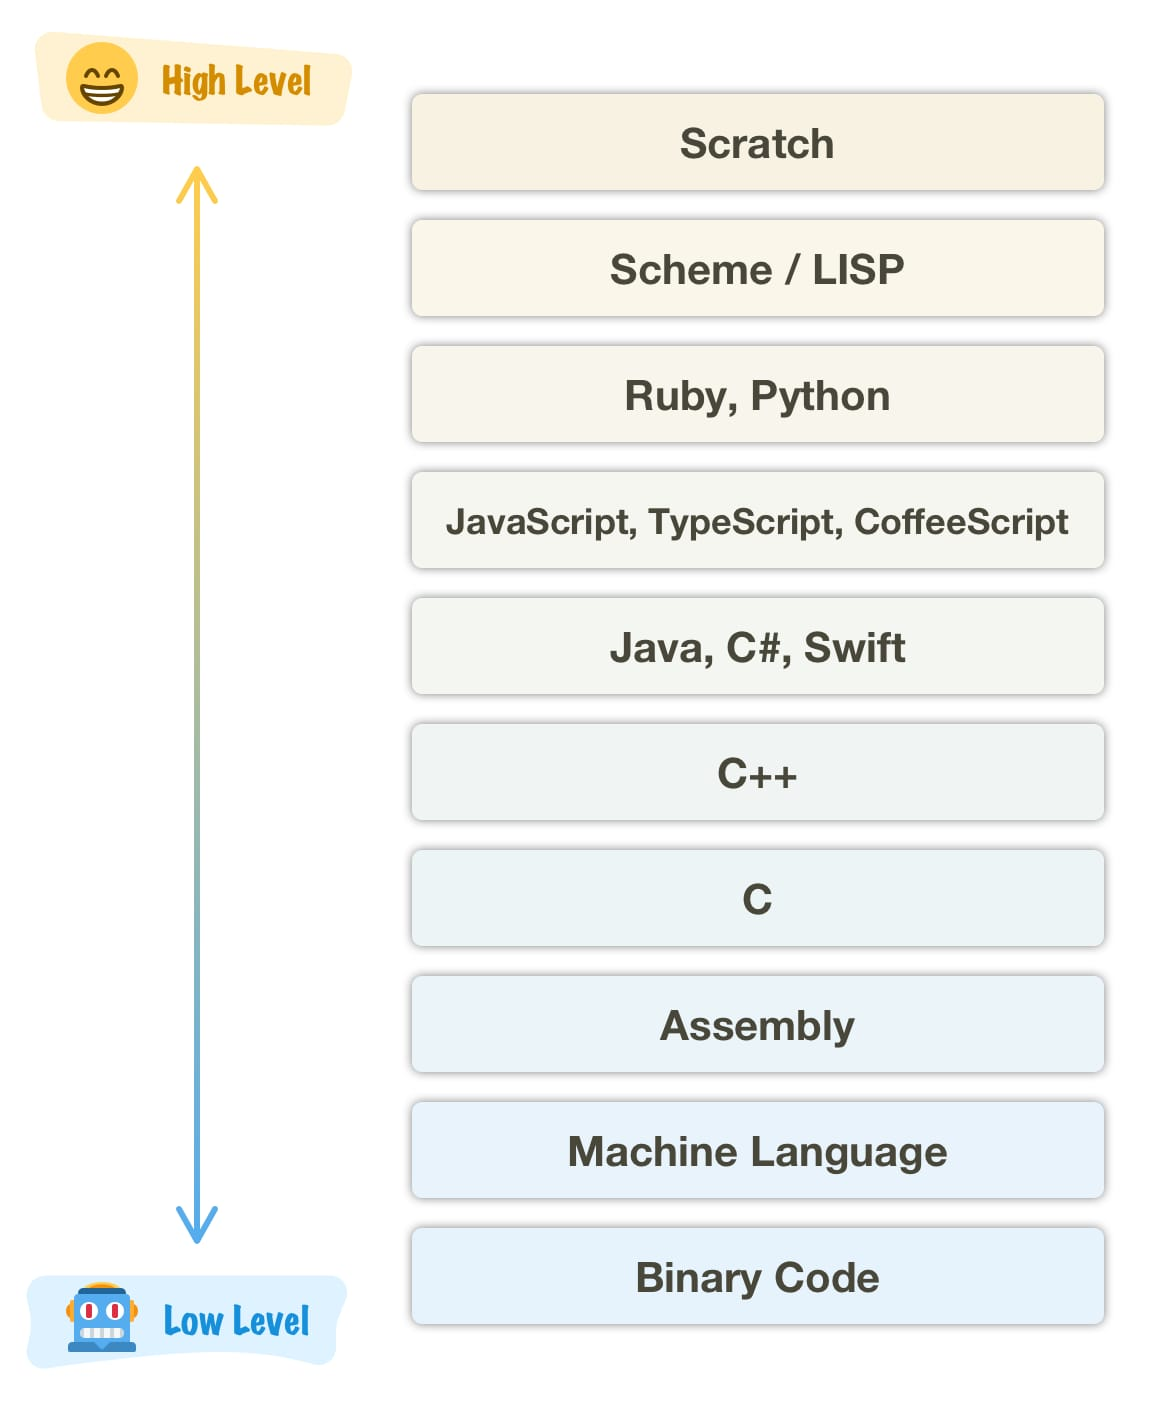 High Level
Scratch
Scheme / LISP
Ruby, Python
JavaScript, TypeScript, CoffeeScript
Java, C#, Swift
C++
C
Assembly
Machine Language
Binary Code
Low Level